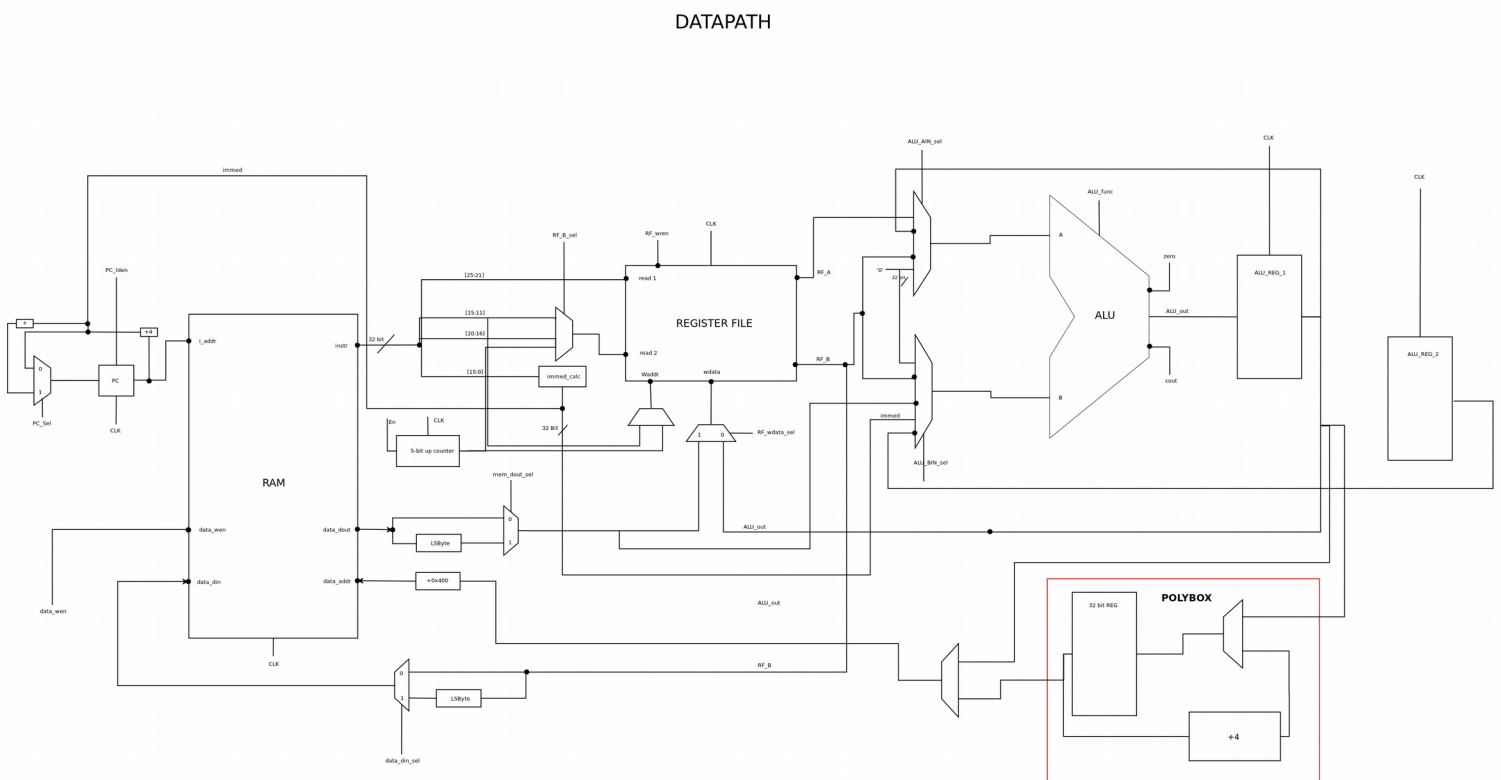 DATAPATH
ALU_AIN_sel
CLK
CLK
immed
ALU_func
RF_wren
CLK
RF_B_sel
zero
PC_lden
[25:21]
read 1
RF_A
'0'
32 bit
A
ALU_REG_1
[15:11]
ALU_out
ALU
REGISTER FILE
+
+4
[20:16]
i_addr
instr
32 bit
read 2
RF_B
ALU_REG_2
0
PC
[15:0]
immed_calc
Waddr
wdata
cout
1
B
PC_Sel
CLK
En
CLK
32 Bit
immed
1
0
RF_wdata_sel
5-bit up counter
ALU_BIN_sel
mem_dout_sel
RAM
0
data_wen
data_dout
ALU_out
LSByte
1
data_din
data_addr
+0x400
POLYBOX
ALU_out
32 bit REG
data_wen
CLK
RF_B
0
1
LSByte
+4
data_din_sel